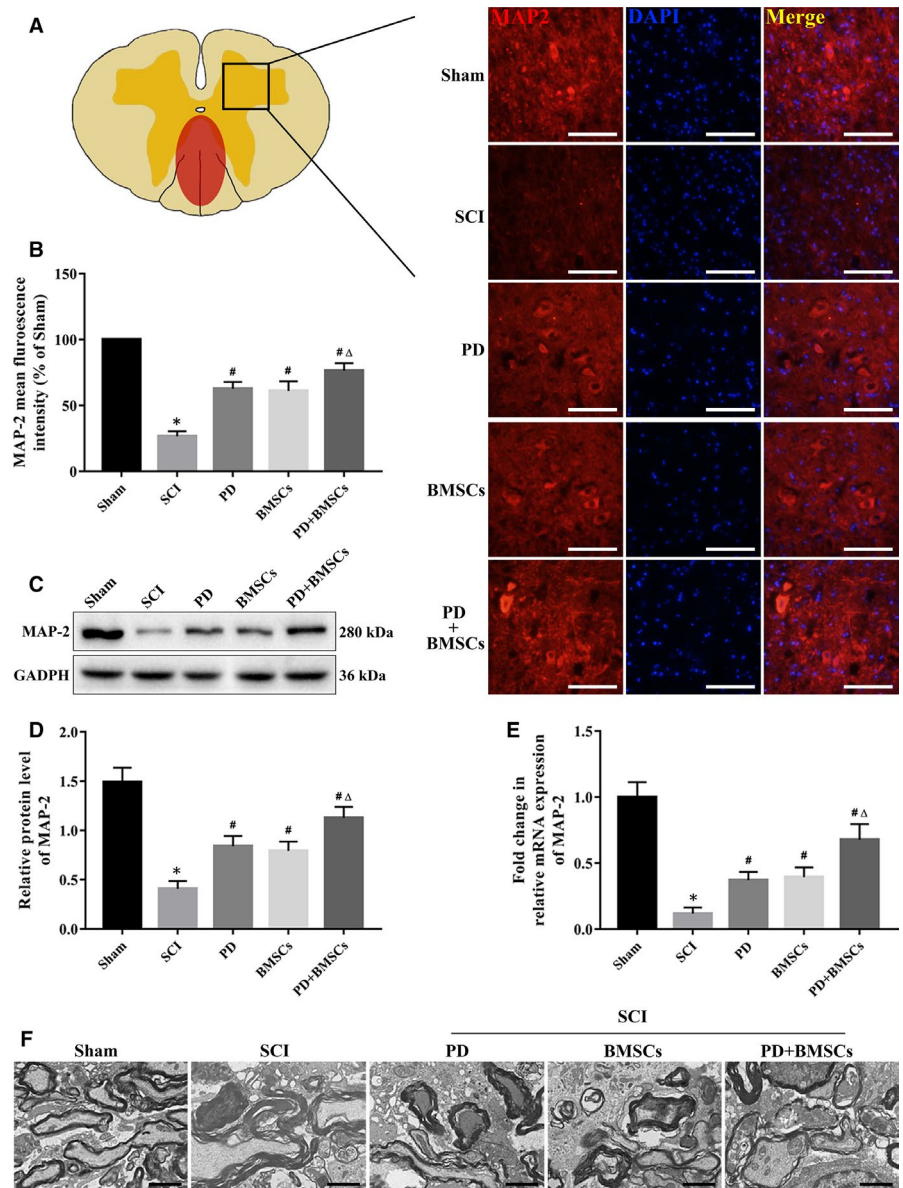 A
MAP2 DAPI Merge
Sham
SCI
PD
BMSCs
PD
+
BMSCs
B
MAP-2 mean fluroescence
intensity (% of Sham)
150
100
50
0
*
#
#
# Δ
Sham SCI PD BMSCs PD+BMSCs
C
Sham SCI PD BMSCs PD+BMSCs
MAP-2 280 kDa
GADPH 36 kDa
D
Relative protein level
of MAP-2
2.0
1.5
1.0
0.5
0.0
*
#
#
# Δ
Sham SCI PD BMSCs PD+BMSCs
E
Fold change in
relative mRNA expression
of MAP-2
1.5
1.0
0.5
0.0
*
#
#
# Δ
Sham SCI PD BMSCs PD+BMSCs
F
SCI
Sham SCI PD BMSCs PD+BMSCs